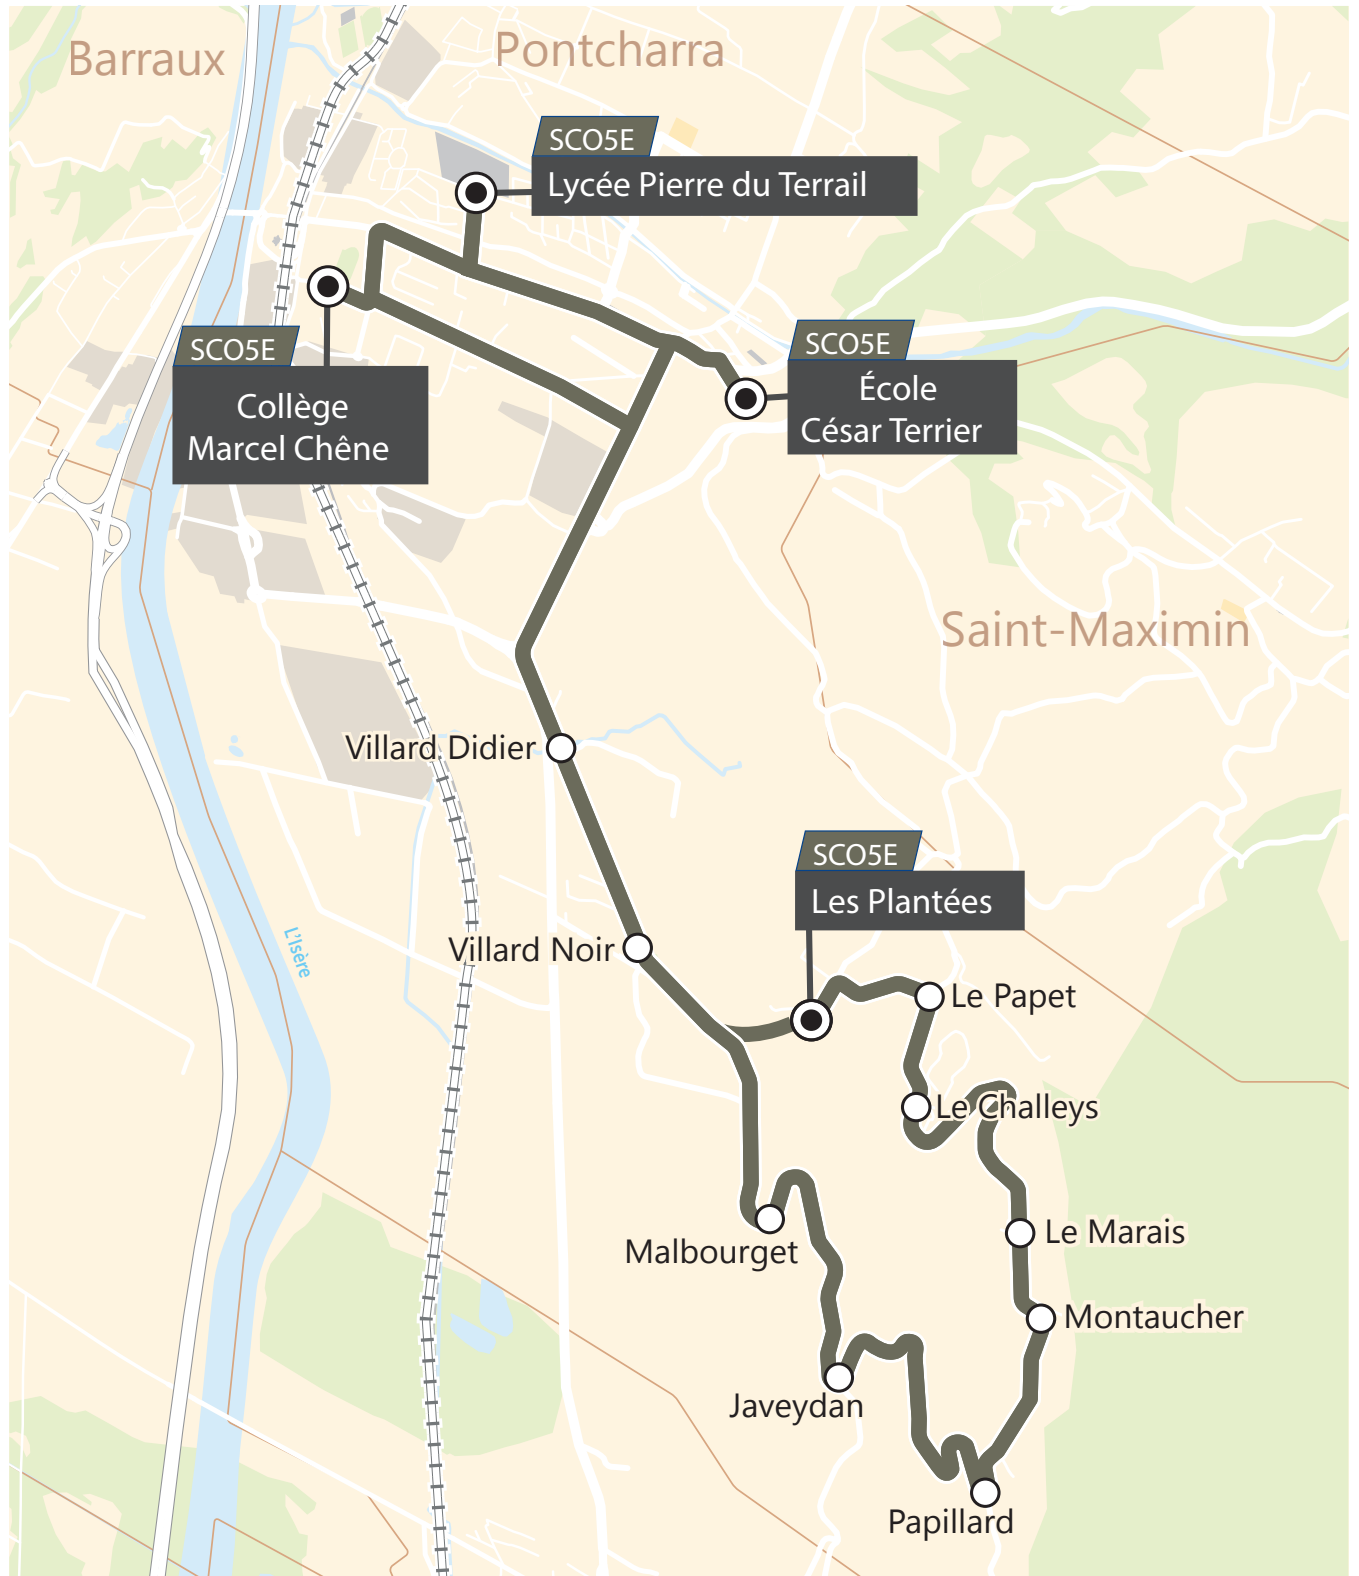 Barraux
Pontcharra
SCO5E
Lycée Pierre du Terrail
SCO5E
Collège
Marcel Chêne
SCO5E
École
César Terrier
Saint-Maximin
Villard Didier
SCO5E
Les Plantées
Villard Noir
L'Isère
Le Papet
Le Challeys
Le Marais
Malbourget
Montaucher
Javeydan
Papillard